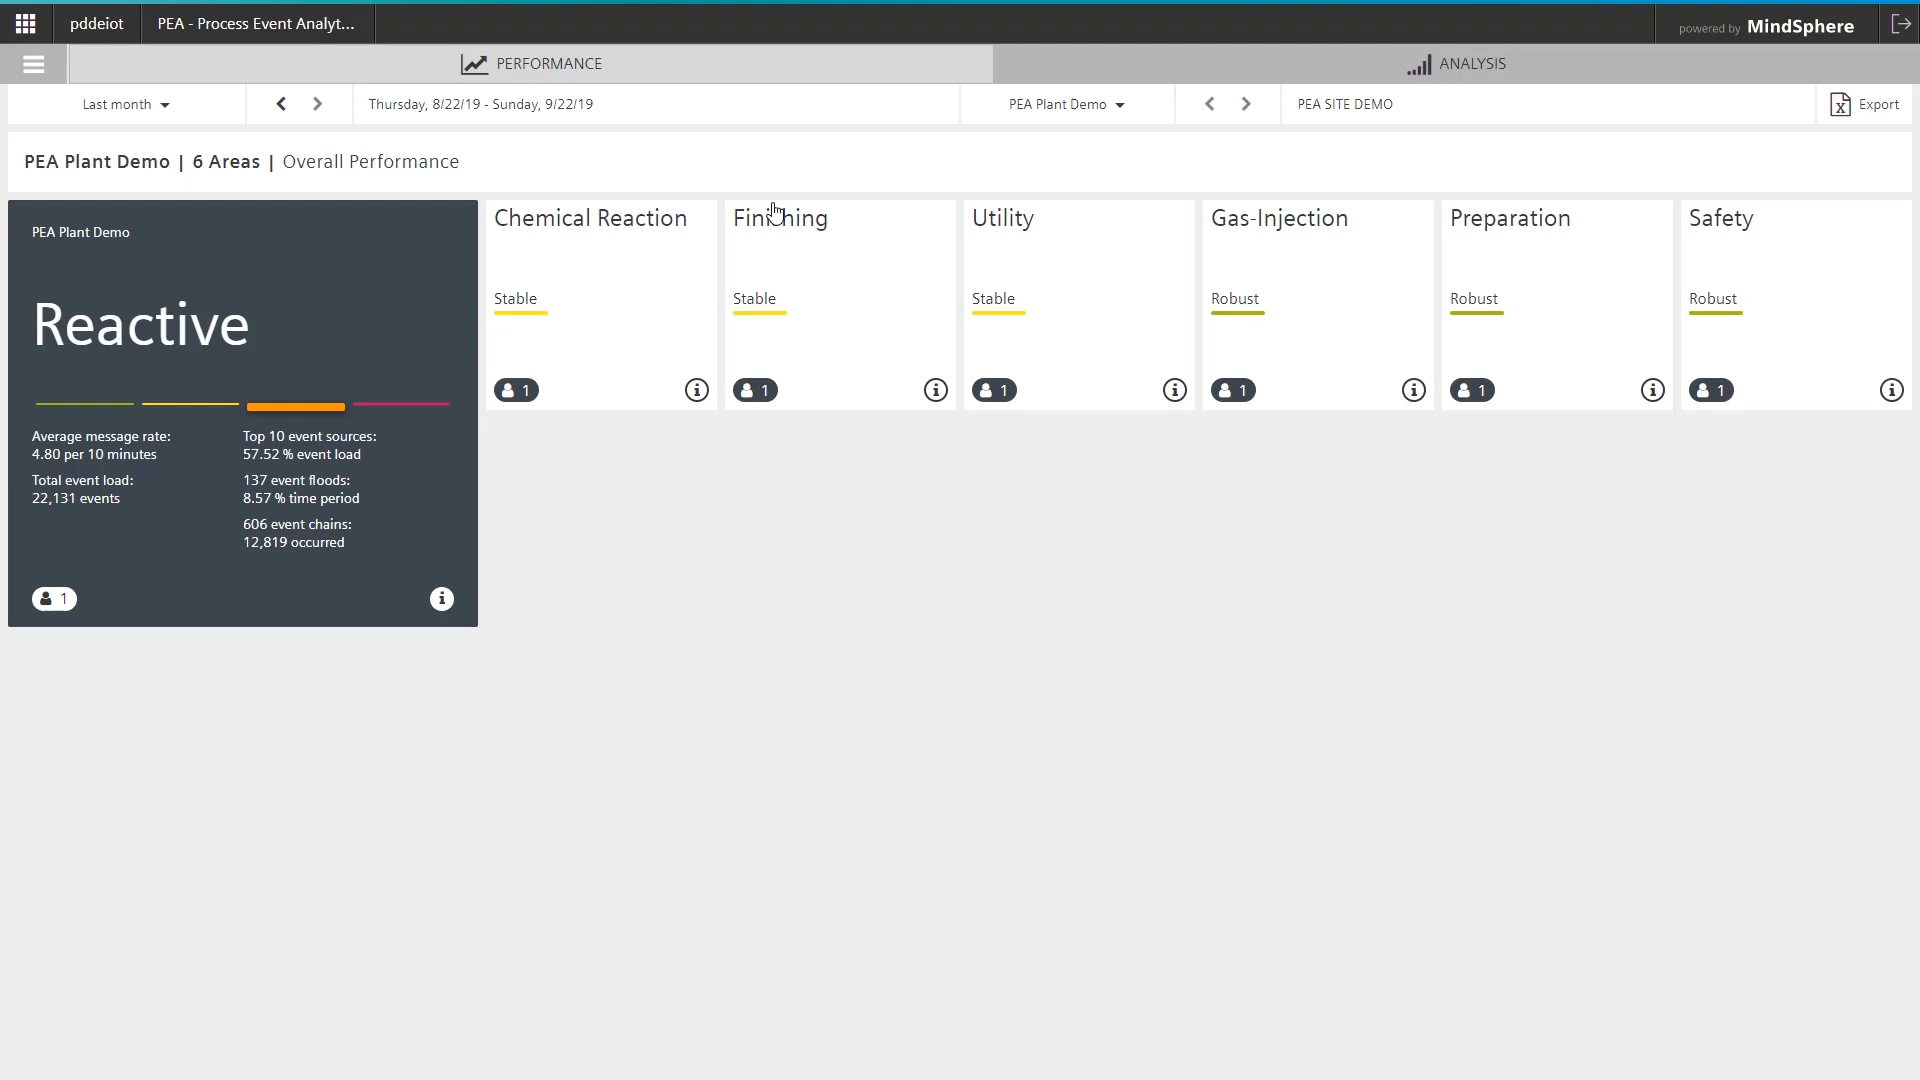 pddeiot
PEA - Process Event Analyt...
powered by MindSphere
PERFORMANCE
ANALYSIS
Last month
Thursday, 8/22/19 - Sunday, 9/22/19
PEA Plant Demo
PEA SITE DEMO
Export
PEA Plant Demo | 6 Areas | Overall Performance
PEA Plant Demo
Reactive
Average message rate:
4.80 per 10 minutes
Total event load:
22,131 events
Top 10 event sources:
57.52 % event load
137 event floods:
8.57 % time period
606 event chains:
12,819 occurred
1
Chemical Reaction
Stable
1
Finishing
Stable
1
Utility
Stable
1
Gas-Injection
Robust
1
Preparation
Robust
1
Safety
Robust
1